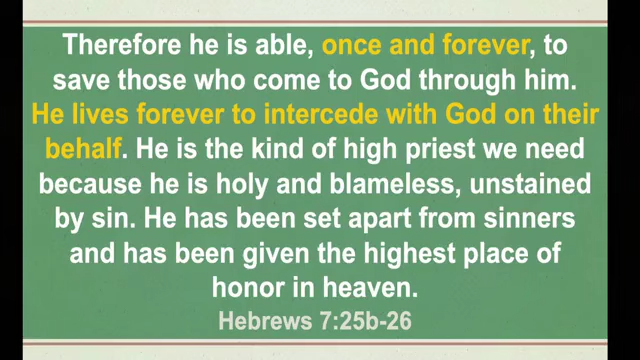 Therefore he is able, once and forever, to
save those who come to God through him.
He lives forever to intercede with God on their
behalf. He is the kind of high priest we need
because he is holy and blameless, unstained
by sin. He has been set apart from sinners
and has been given the highest place of
honor in heaven.
Hebrews 7:25b-26